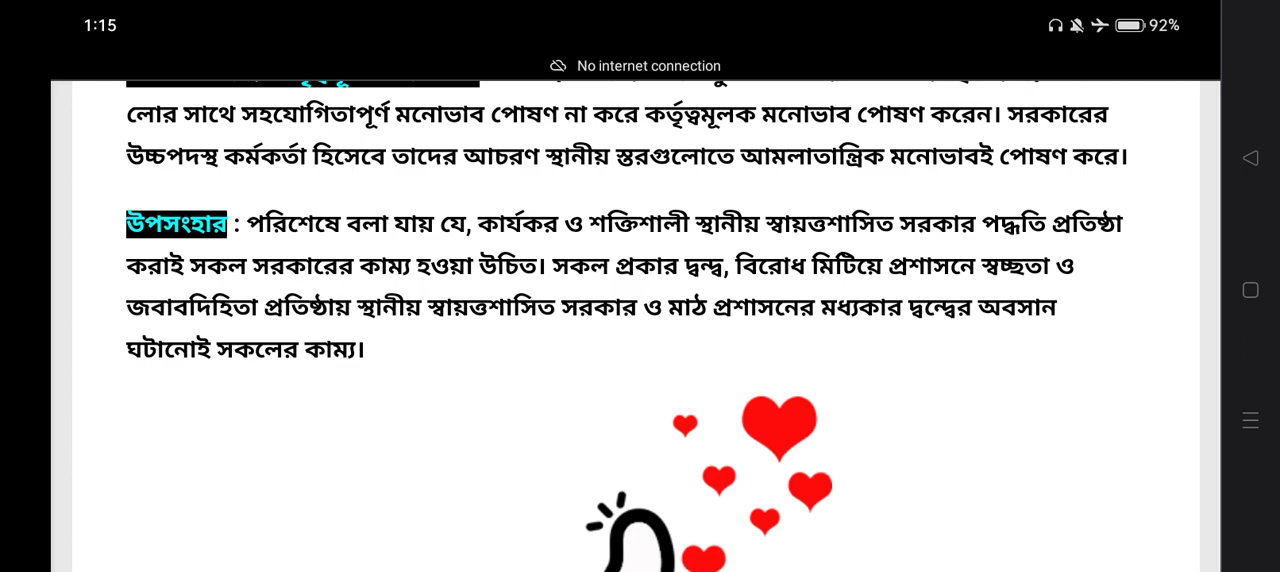 1:15
92%
No internet connection
লোর সাথে সহযোগিতাপূর্ণ মনোভাব পোষণ না করে কর্তৃত্বমূলক মনোভাব পোষণ করেন। সরকারের
উচ্চপদস্থ কর্মকর্তা হিসেবে তাদের আচরণ স্থানীয় স্তরগুলোতে আমলাতান্ত্রিক মনোভাবই পোষণ করে।
উপসংহার : পরিশেষে বলা যায় যে, কার্যকর ও শক্তিশালী স্থানীয় স্বায়ত্তশাসিত সরকার পদ্ধতি প্রতিষ্ঠা
করাই সকল সরকারের কাম্য হওয়া উচিত। সকল প্রকার দ্বন্দ্ব, বিরোধ মিটিয়ে প্রশাসনে স্বচ্ছতা ও
জবাবদিহিতা প্রতিষ্ঠায় স্থানীয় স্বায়ত্তশাসিত সরকার ও মাঠ প্রশাসনের মধ্যকার দ্বন্দ্বের অবসান
ঘটানোই সকলের কাম্য।